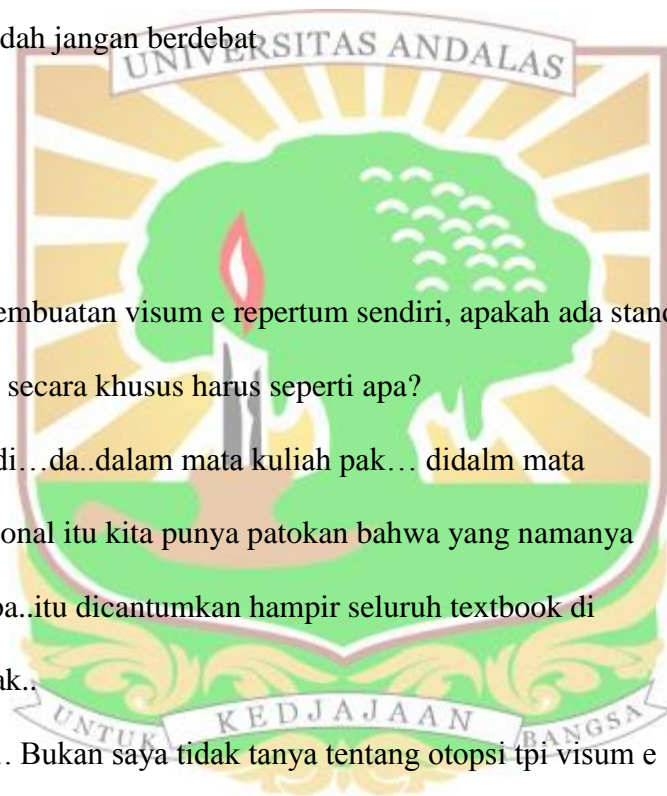 dah jangan berdebat
UNIVERSITAS ANDALAS
embuatan visum e repertum sendiri, apakah ada stand
secara khusus harus seperti apa?
di…da..dalam mata kuliah pak… didalm mata
onal itu kita punya patokan bahwa yang namanya
pa..itu dicantumkan hampir seluruh textbook di
ak..
UNTUK KEDJAJAAN BANGSA
.. Bukan saya tidak tanya tentang otopsi tpi visum e